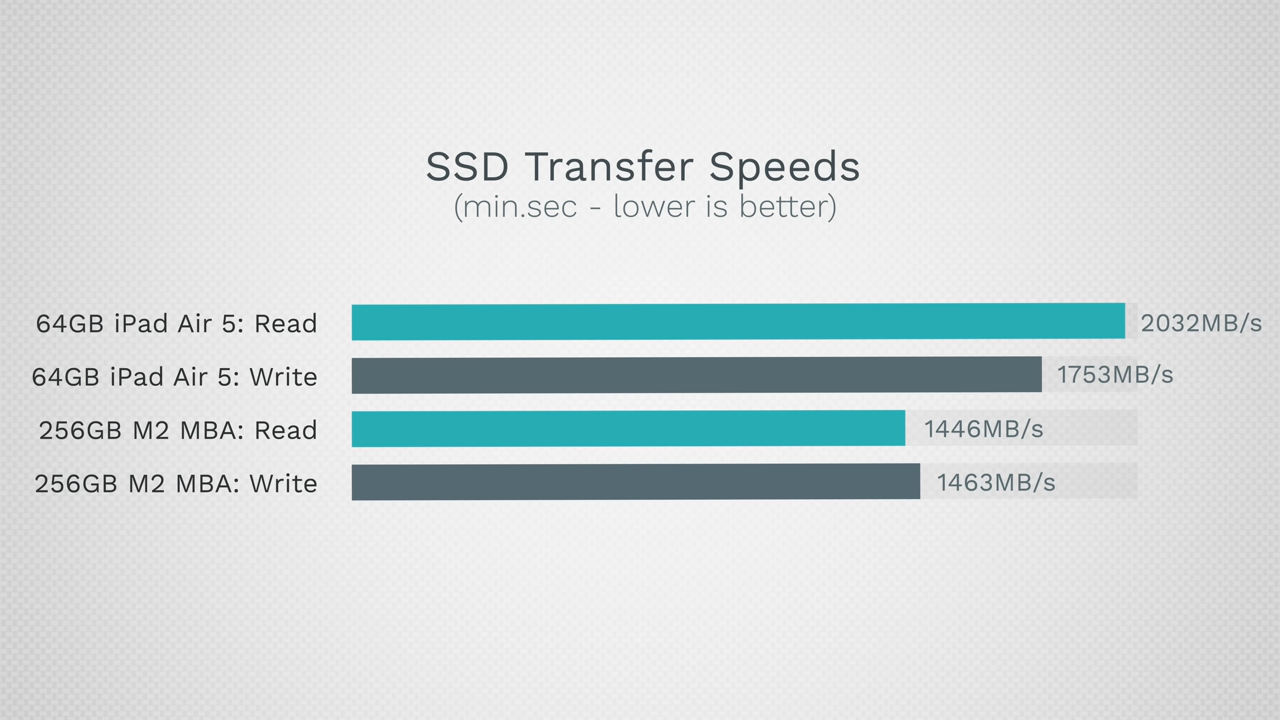 SSD Transfer Speeds
(min.sec - lower is better)
64GB iPad Air 5: Read 2032MB/s
64GB iPad Air 5: Write 1753MB/s
256GB M2 MBA: Read 1446MB/s
256GB M2 MBA: Write 1463MB/s